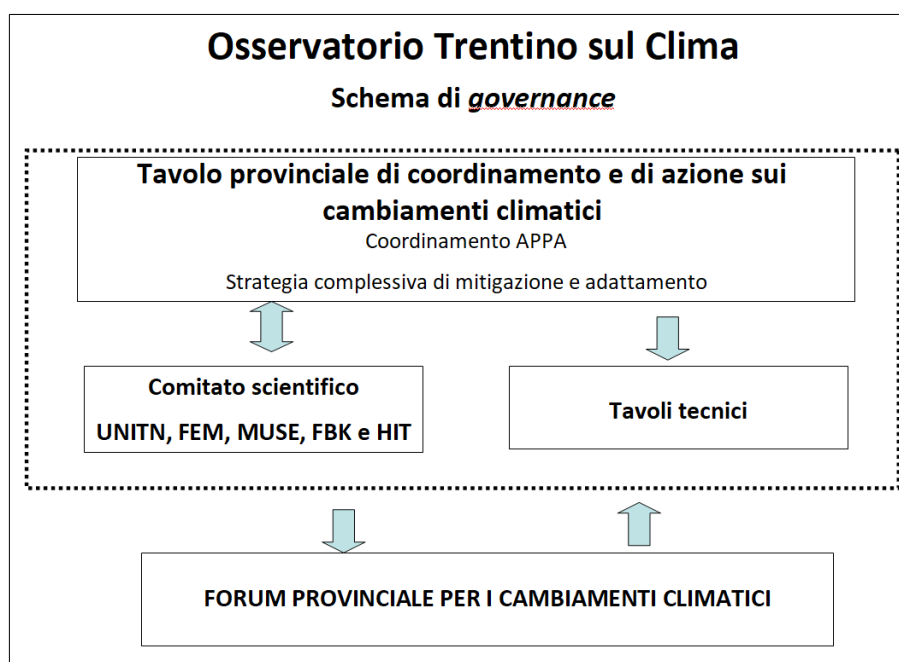 Osservatorio Trentino sul Clima
Schema di governance
Tavolo provinciale di coordinamento e di azione sui
cambiamenti climatici
Coordinamento APPA
Strategia complessiva di mitigazione e adattamento
Comitato scientifico
UNITN, FEM, MUSE, FBK e HIT
Tavoli tecnici
FORUM PROVINCIALE PER I CAMBIAMENTI CLIMATICI